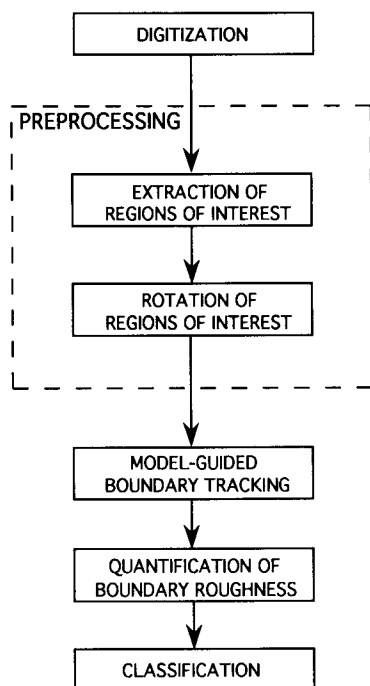 DIGITIZATION
PREPROCESSING
EXTRACTION OF
REGIONS OF INTEREST
ROTATION OF
REGIONS OF INTEREST
MODEL-GUIDED
BOUNDARY TRACKING
QUANTIFICATION OF
BOUNDARY ROUGHNESS
CLASSIFICATION